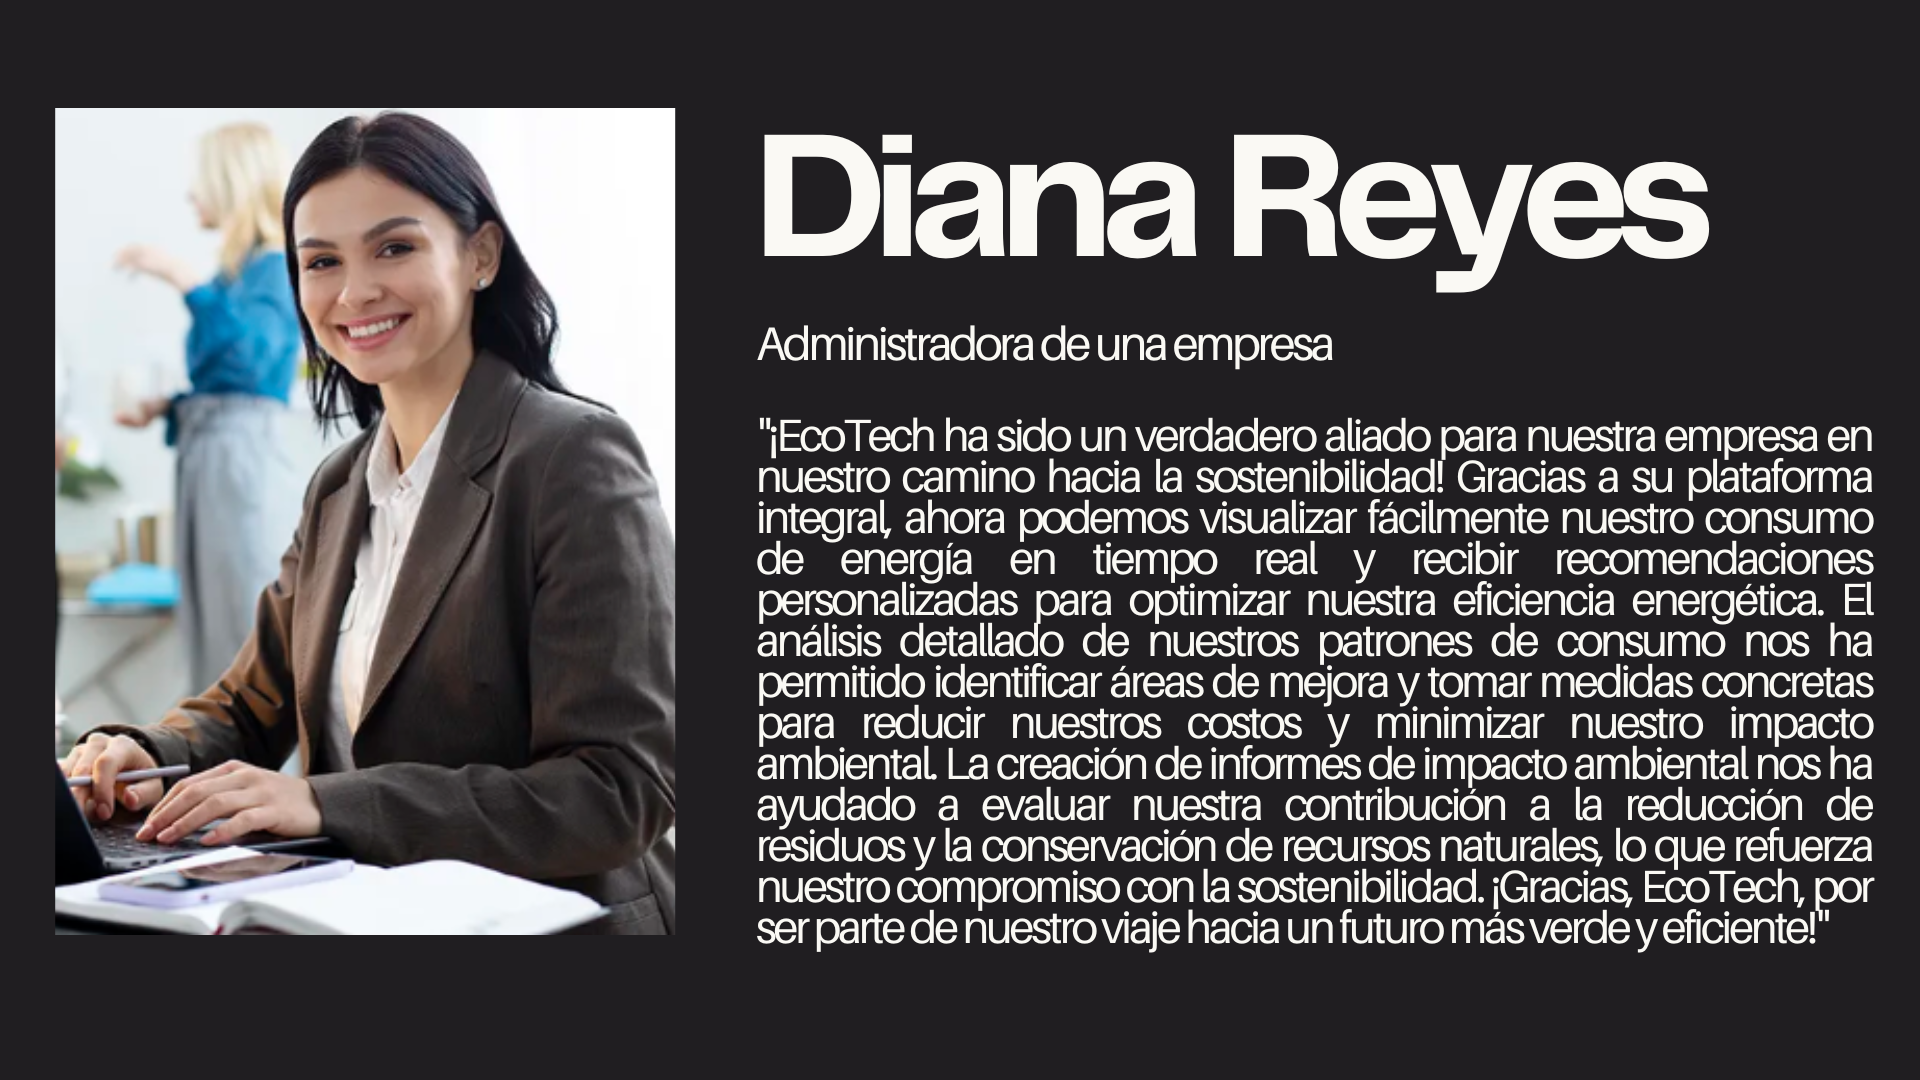 Diana Reyes
Administradora de una empresa
"¡EcoTech ha sido un verdadero aliado para nuestra empresa en
nuestro camino hacia la sostenibilidad! Gracias a su plataforma
integral, ahora podemos visualizar fácilmente nuestro consumo
de energía en tiempo real y recibir recomendaciones
personalizadas para optimizar nuestra eficiencia energética. El
análisis detallado de nuestros patrones de consumo nos ha
permitido identificar áreas de mejora y tomar medidas concretas
para reducir nuestros costos y minimizar nuestro impacto
ambiental. La creación de informes de impacto ambiental nos ha
ayudado a evaluar nuestra contribución a la reducción de
residuos y la conservación de recursos naturales, lo que refuerza
nuestro compromiso con la sostenibilidad. ¡Gracias, EcoTech, por
ser parte de nuestro viaje hacia un futuro más verde y eficiente!"